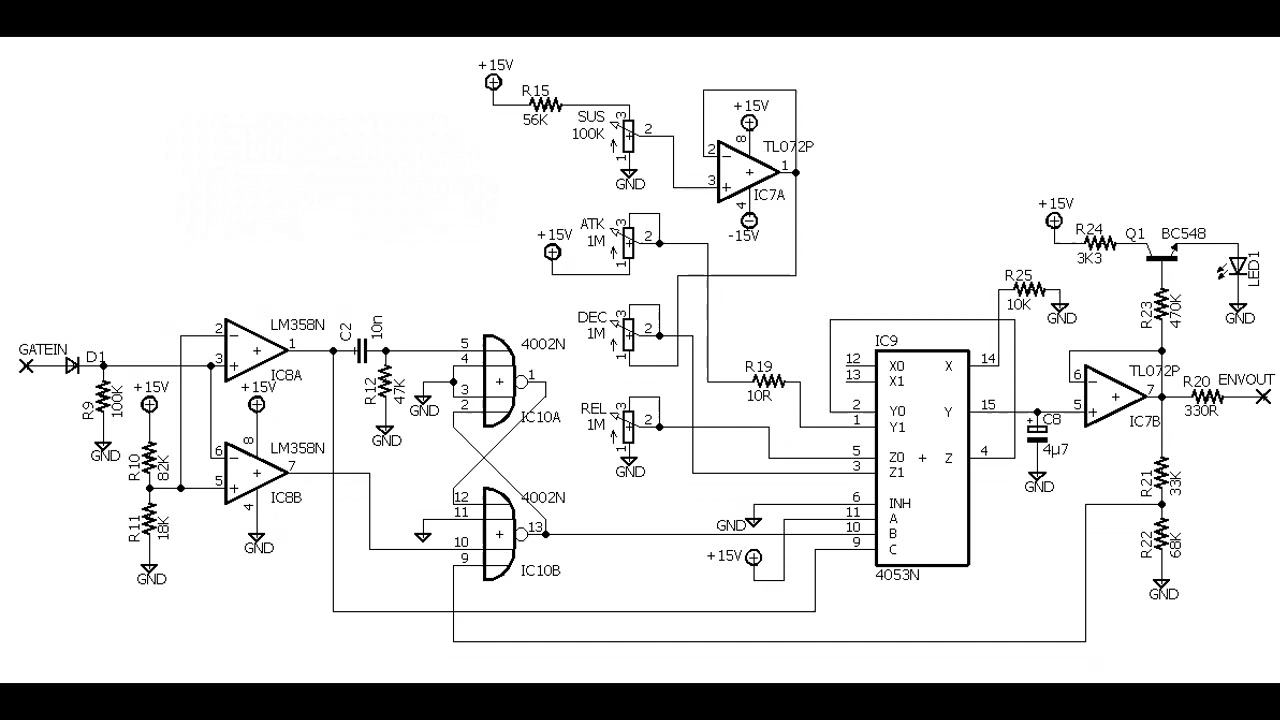 +15V
R15
56K
SUS
100K
3
2
1
GND
+15V
8
TL072P
2
3
1
IC7A
4
-15V
ATK
1M
3
2
1
+15V
DEC
1M
3
2
1
REL
1M
3
2
1
GND
R19
10R
GATEIN
D1
R9
100K
GND
+15V
R10
82K
R11
18K
GND
LM358N
2
3
1
IC8A
+15V
8
LM358N
6
5
7
IC8B
4
GND
C2
10n
R12
47K
GND
GND
4002N
5
4
3
2
1
IC10A
4002N
12
11
10
9
13
IC10B
IC9
12 X0
13 X1
2 Y0
1 Y1
5 Z0
3 Z1
6 INH
11 A
10 B
9 C
X 14
Y 15
Z 4
4053N
GND
+15V
R25
10K
GND
C8
4µ7
GND
+15V
R24
3K3
Q1
BC548
LED1
GND
R23
470K
TL072P
6
5
7
IC7B
R20
330R
ENVOUT
R21
33K
R22
68K
GND